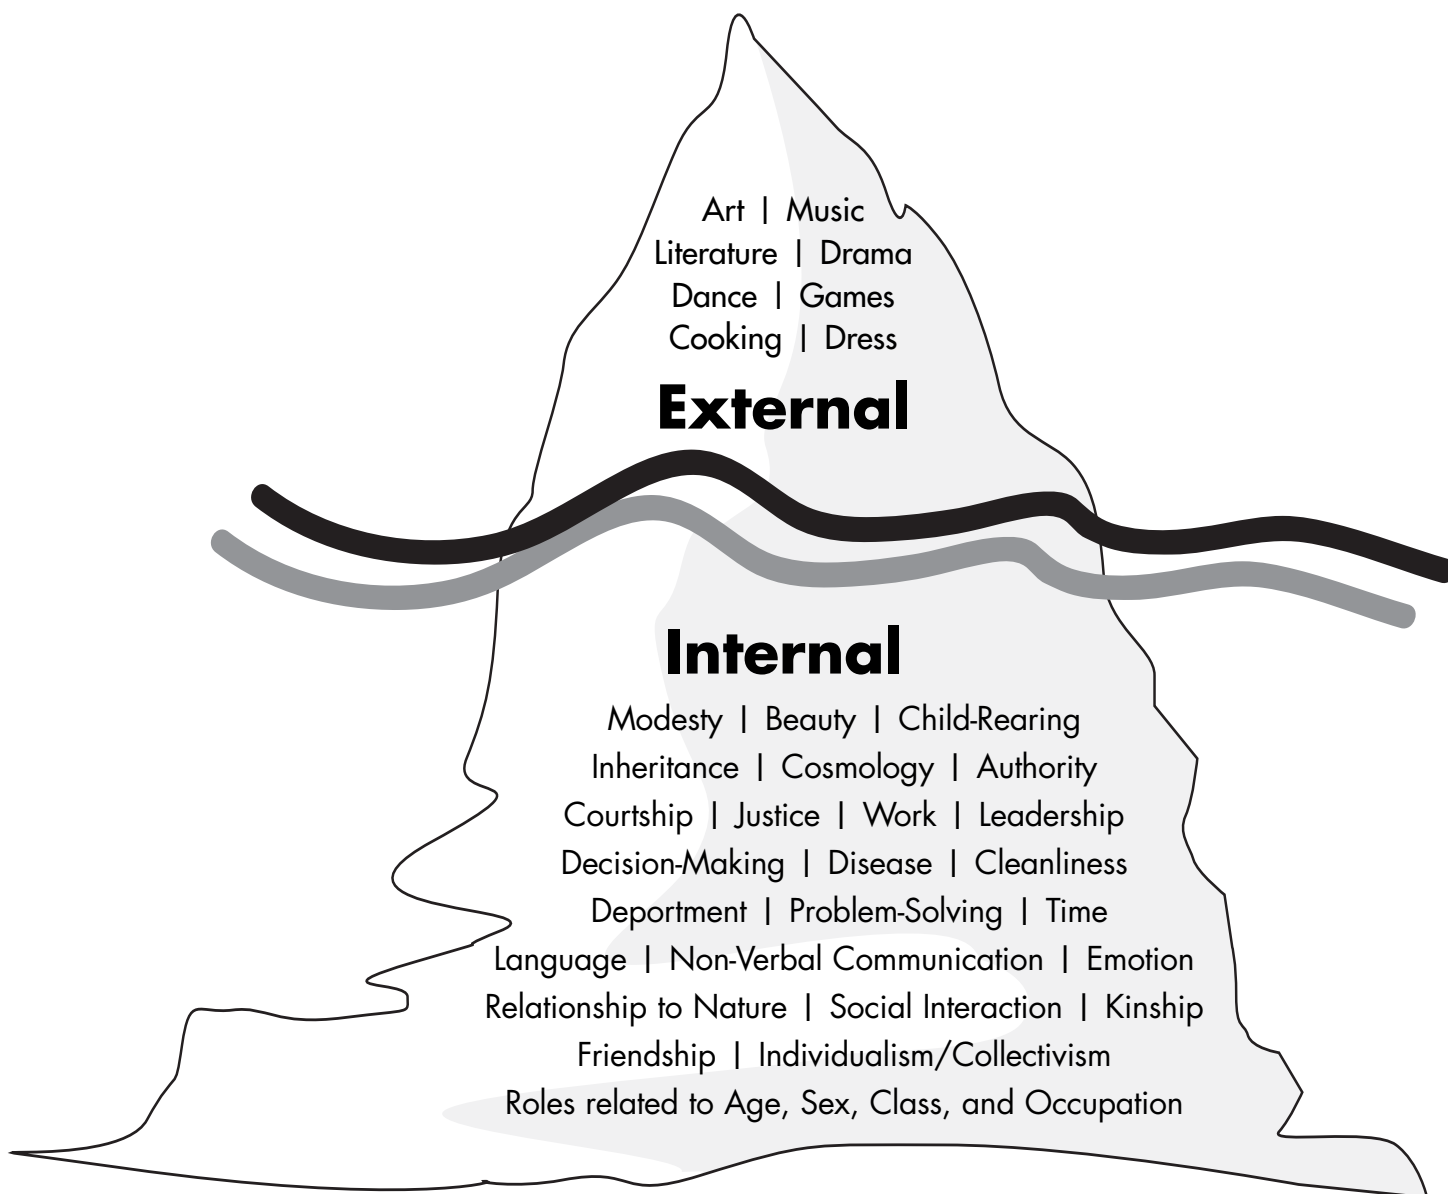 Art | Music
Literature | Drama
Dance | Games
Cooking | Dress
External
Internal
Modesty | Beauty | Child-Rearing
Inheritance | Cosmology | Authority
Courtship | Justice | Work | Leadership
Decision-Making | Disease | Cleanliness
Deportment | Problem-Solving | Time
Language | Non-Verbal Communication | Emotion
Relationship to Nature | Social Interaction | Kinship
Friendship | Individualism/Collectivism
Roles related to Age, Sex, Class, and Occupation